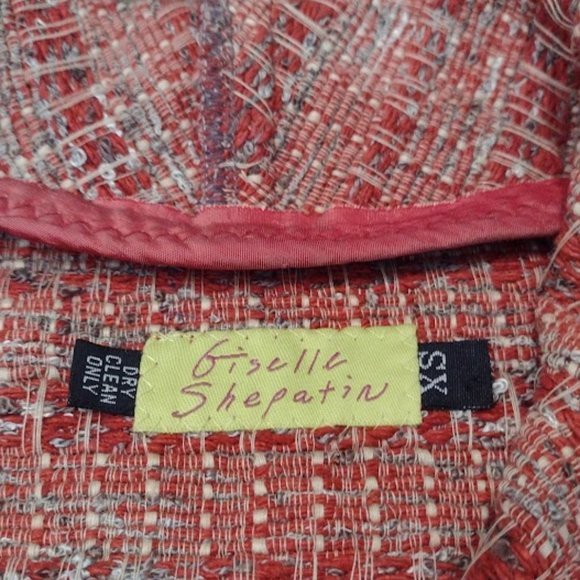 Giselle
Shepatin
DRY
CLEAN
ONLY
XS